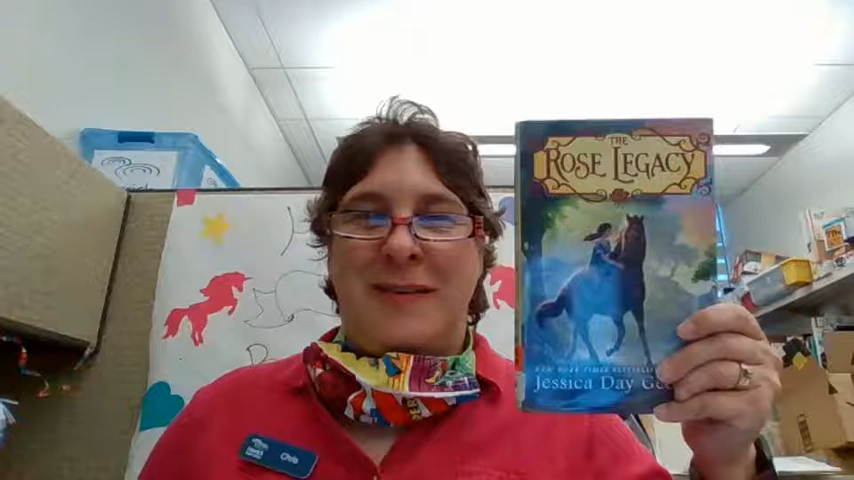 THE
ROSE LEGACY
NEW YORK TIMES BESTSELLING
Jessica Day Ge
Chris